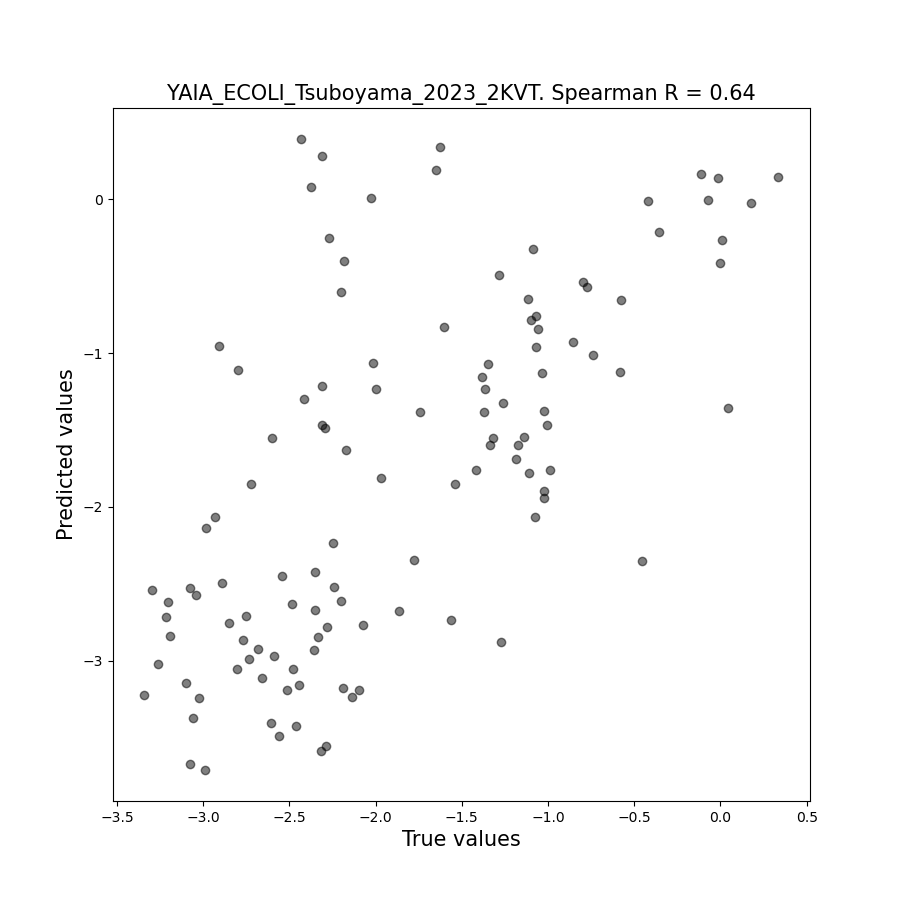 YAIA_ECOLI_Tsuboyama_2023_2KVT. Spearman R = 0.64
Predicted values
0
−1
−2
−3
−3.5 −3.0 −2.5 −2.0 −1.5 −1.0 −0.5 0.0 0.5
True values